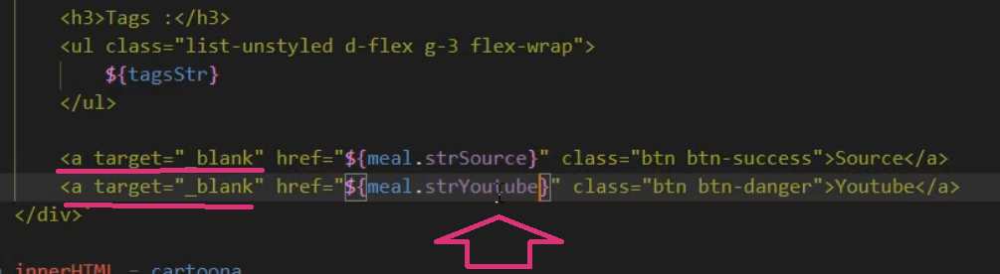 <h3>Tags :</h3>
<ul class="list-unstyled d-flex g-3 flex-wrap">
${tagsStr}
</ul>
<a target="_blank" href="${meal.strSource}" class="btn btn-success">Source</a>
<a target="_blank" href="${meal.strYoutube}" class="btn btn-danger">Youtube</a>
</div>`
innerHTML = cartoona